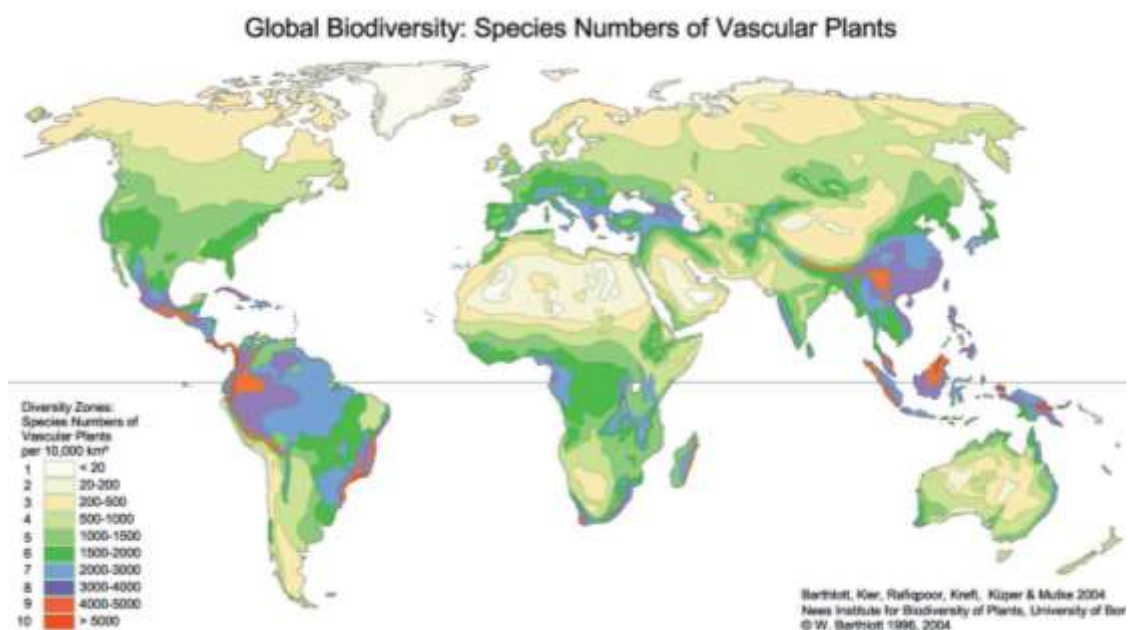 Global Biodiversity: Species Numbers of Vascular Plants
Diversity Zones:
Species Numbers of
Vascular Plants
per 10,000 km²
1 < 20
2 20-200
3 200-500
4 500-1000
5 1000-1500
6 1500-2000
7 2000-3000
8 3000-4000
9 4000-5000
10 > 5000
Barthlott, Kier, Rafiqpoor, Kreft, Küper & Mutke 2004
Nees Institute for Biodiversity of Plants, University of Bon
© W. Barthlott 1996, 2004